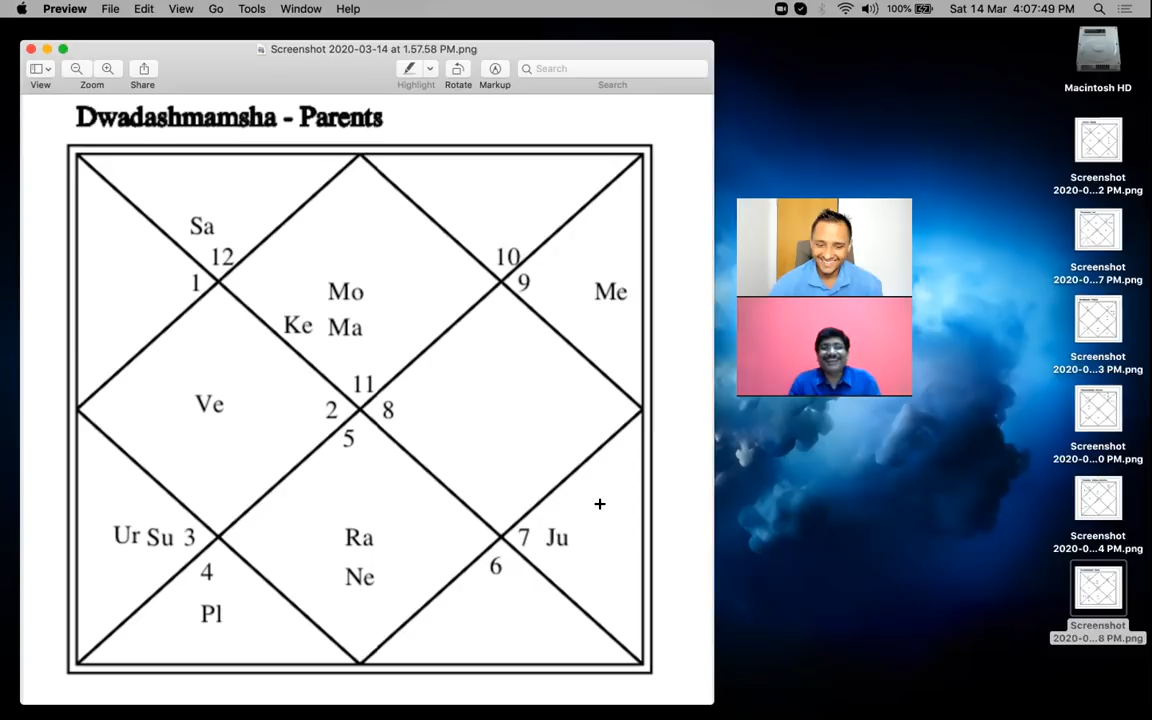 Preview File Edit View Go Tools Window Help 100% Sat 14 Mar 4:07:49 PM
Screenshot 2020-03-14 at 1.57.58 PM.png
Search
View Zoom Share Highlight Rotate Markup Search
Dwadashmamsha - Parents
Sa
12
10
1
9
Mo
Me
Ke Ma
11
Ve
2
8
5
Ur Su 3
Ra
7 Ju
4
6
Ne
Pl
Macintosh HD
Screenshot
2020-0...2 PM.png
Screenshot
2020-0...7 PM.png
Screenshot
2020-0...3 PM.png
Screenshot
2020-0...0 PM.png
Screenshot
2020-0...4 PM.png
Screenshot
2020-0...8 PM.png